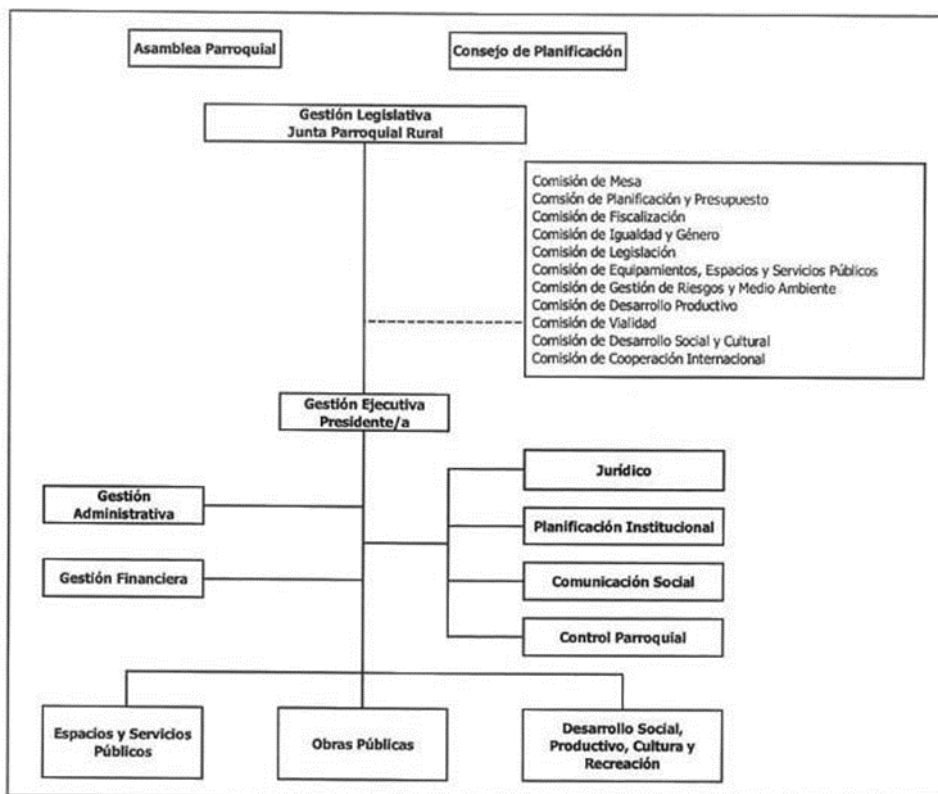 Asamblea Parroquial
Consejo de Planificación
Gestión Legislativa
Junta Parroquial Rural
Comisión de Mesa
Comsión de Planificación y Presupuesto
Comisión de Fiscalización
Comisión de Igualdad y Género
Comisión de Legislación
Comisión de Equipamientos, Espacios y Servicios Públicos
Comisión de Gestión de Riesgos y Medio Ambiente
Comisión de Desarrollo Productivo
Comisión de Vialidad
Comisión de Desarrollo Social y Cultural
Comisión de Cooperación Internacional
Gestión Ejecutiva
Presidente/a
Gestión
Administrativa
Gestión Financiera
Jurídico
Planificación Institucional
Comunicación Social
Control Parroquial
Espacios y Servicios
Públicos
Obras Públicas
Desarrollo Social,
Productivo, Cultura y
Recreación